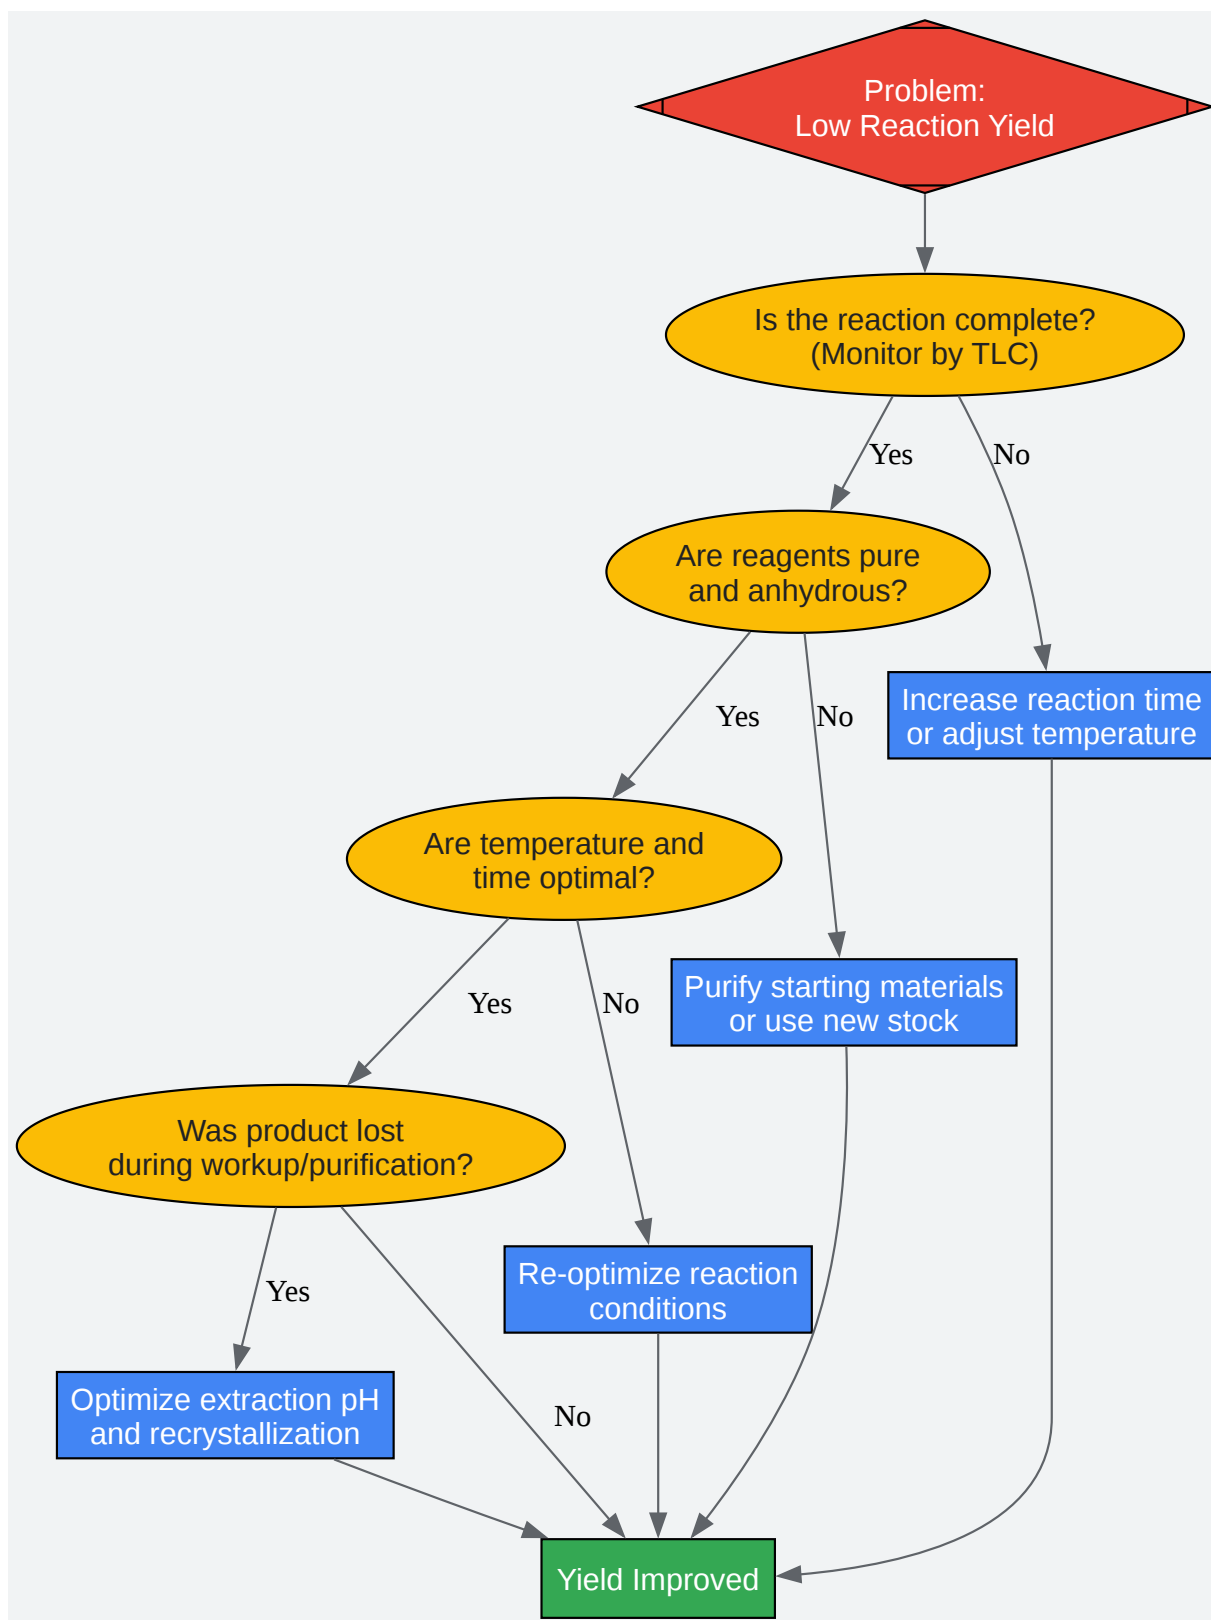 Problem:
Low Reaction Yield
Is the reaction complete?
(Monitor by TLC)
Yes
No
Are reagents pure
and anhydrous?
Increase reaction time
or adjust temperature
Yes
No
Are temperature and
time optimal?
Purify starting materials
or use new stock
Yes
No
Was product lost
during workup/purification?
Re-optimize reaction
conditions
Yes
Optimize extraction pH
and recrystallization
No
Yield Improved